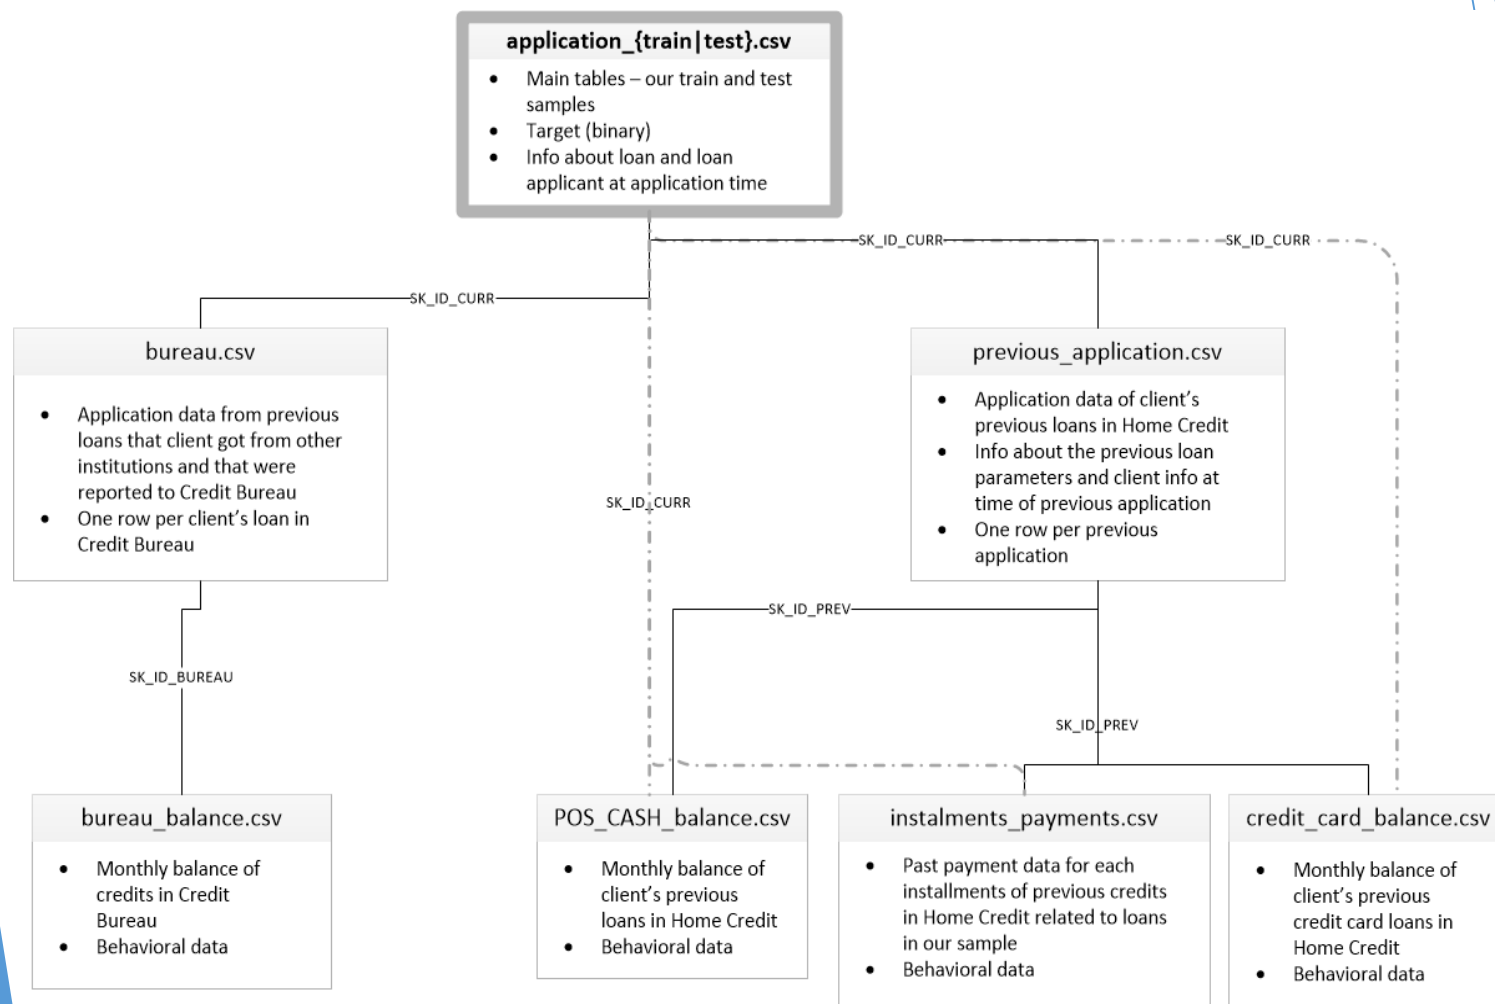 application_{train|test}.csv
• Main tables – our train and test
samples
• Target (binary)
• Info about loan and loan
applicant at application time
SK_ID_CURR
SK_ID_CURR
SK_ID_CURR
bureau.csv
• Application data from previous
loans that client got from other
institutions and that were
reported to Credit Bureau
• One row per client’s loan in
Credit Bureau
previous_application.csv
• Application data of client’s
previous loans in Home Credit
• Info about the previous loan
parameters and client info at
time of previous application
• One row per previous
application
SK_ID_CURR
SK_ID_PREV
SK_ID_BUREAU
SK_ID_PREV
bureau_balance.csv
• Monthly balance of
credits in Credit
Bureau
• Behavioral data
POS_CASH_balance.csv
• Monthly balance of
client’s previous
loans in Home Credit
• Behavioral data
instalments_payments.csv
• Past payment data for each
installments of previous credits
in Home Credit related to loans
in our sample
• Behavioral data
credit_card_balance.csv
• Monthly balance of
client’s previous
credit card loans in
Home Credit
• Behavioral data